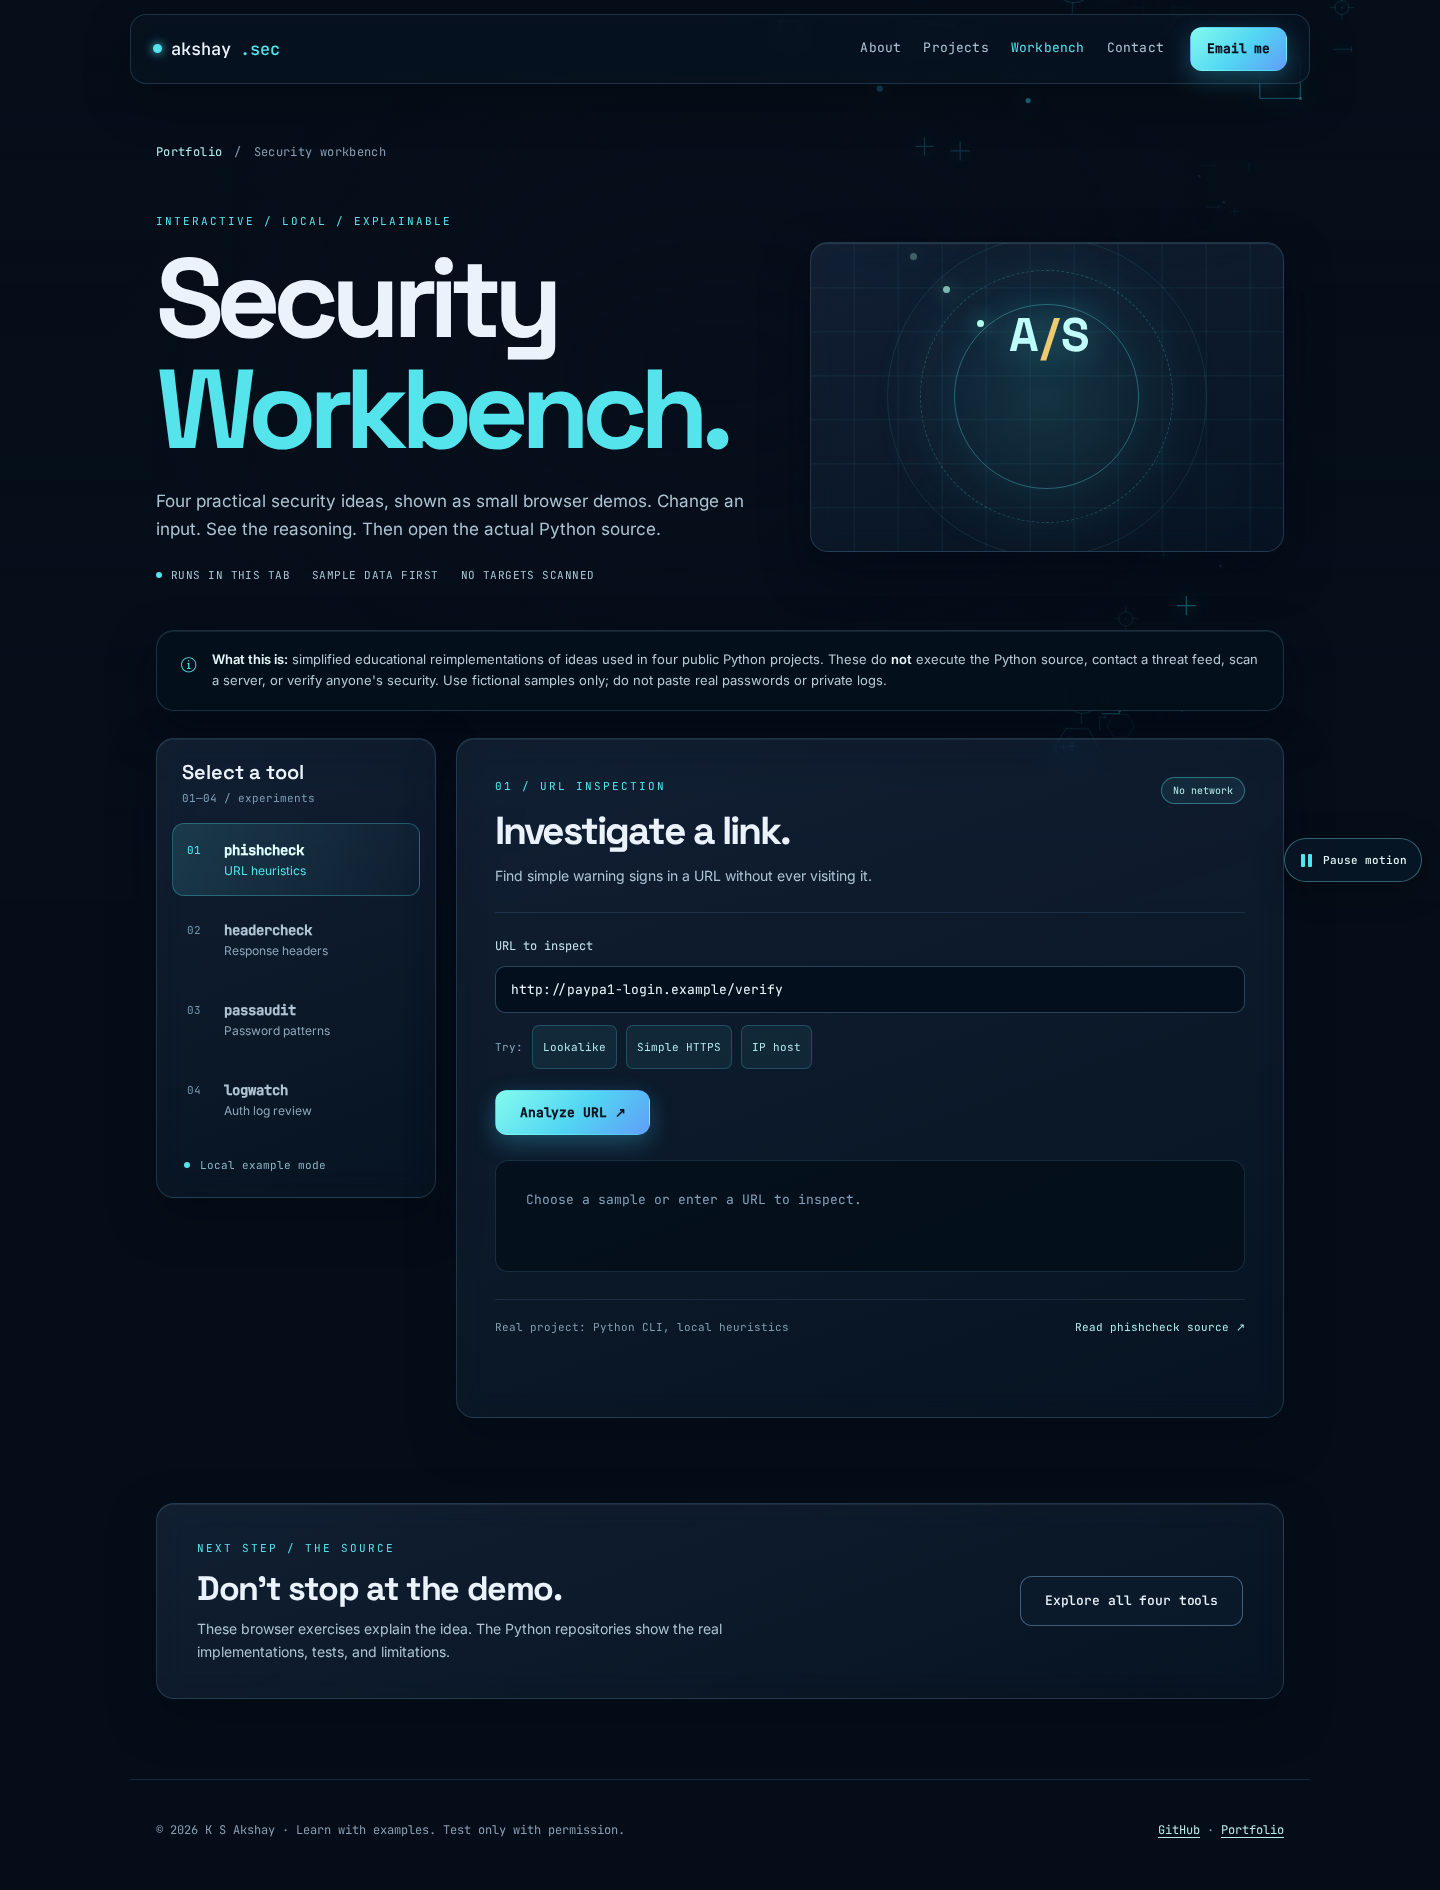 akshay .sec
About Projects Workbench Contact Email me
Portfolio / Security workbench
INTERACTIVE / LOCAL / EXPLAINABLE
Security
Workbench.
Four practical security ideas, shown as small browser demos. Change an
input. See the reasoning. Then open the actual Python source.
RUNS IN THIS TAB SAMPLE DATA FIRST NO TARGETS SCANNED
A/S
What this is: simplified educational reimplementations of ideas used in four public Python projects. These do not execute the Python source, contact a threat feed, scan
a server, or verify anyone's security. Use fictional samples only; do not paste real passwords or private logs.
Select a tool
01—04 / experiments
01 phishcheck
URL heuristics
02 headercheck
Response headers
03 passaudit
Password patterns
04 logwatch
Auth log review
Local example mode
01 / URL INSPECTION
No network
Investigate a link.
Find simple warning signs in a URL without ever visiting it.
URL to inspect
http://paypa1-login.example/verify
Try: Lookalike Simple HTTPS IP host
Analyze URL ↗
Choose a sample or enter a URL to inspect.
Real project: Python CLI, local heuristics
Read phishcheck source ↗
Pause motion
NEXT STEP / THE SOURCE
Don’t stop at the demo.
These browser exercises explain the idea. The Python repositories show the real
implementations, tests, and limitations.
Explore all four tools
© 2026 K S Akshay · Learn with examples. Test only with permission.
GitHub · Portfolio